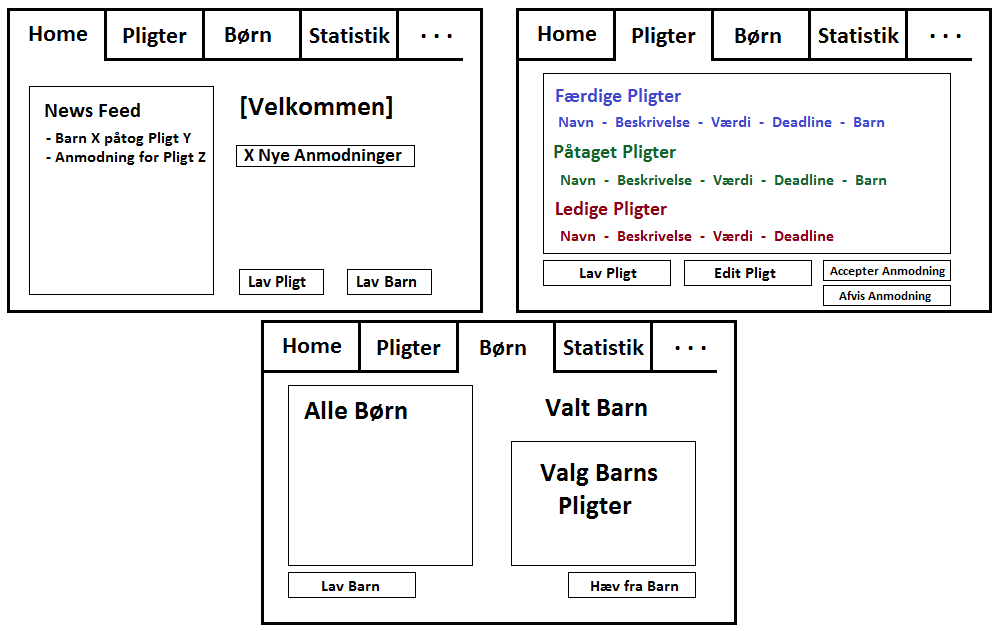 Home Pligter Børn Statistik . . .
News Feed
- Barn X påtog Pligt Y
- Anmodning for Pligt Z
[Velkommen]
X Nye Anmodninger
Lav Pligt Lav Barn
Home Pligter Børn Statistik . . .
Færdige Pligter
Navn - Beskrivelse - Værdi - Deadline - Barn
Påtaget Pligter
Navn - Beskrivelse - Værdi - Deadline - Barn
Ledige Pligter
Navn - Beskrivelse - Værdi - Deadline
Lav Pligt Edit Pligt Accepter Anmodning
Afvis Anmodning
Home Pligter Børn Statistik . . .
Alle Børn
Valt Barn
Valg Barns
Pligter
Lav Barn Hæv fra Barn